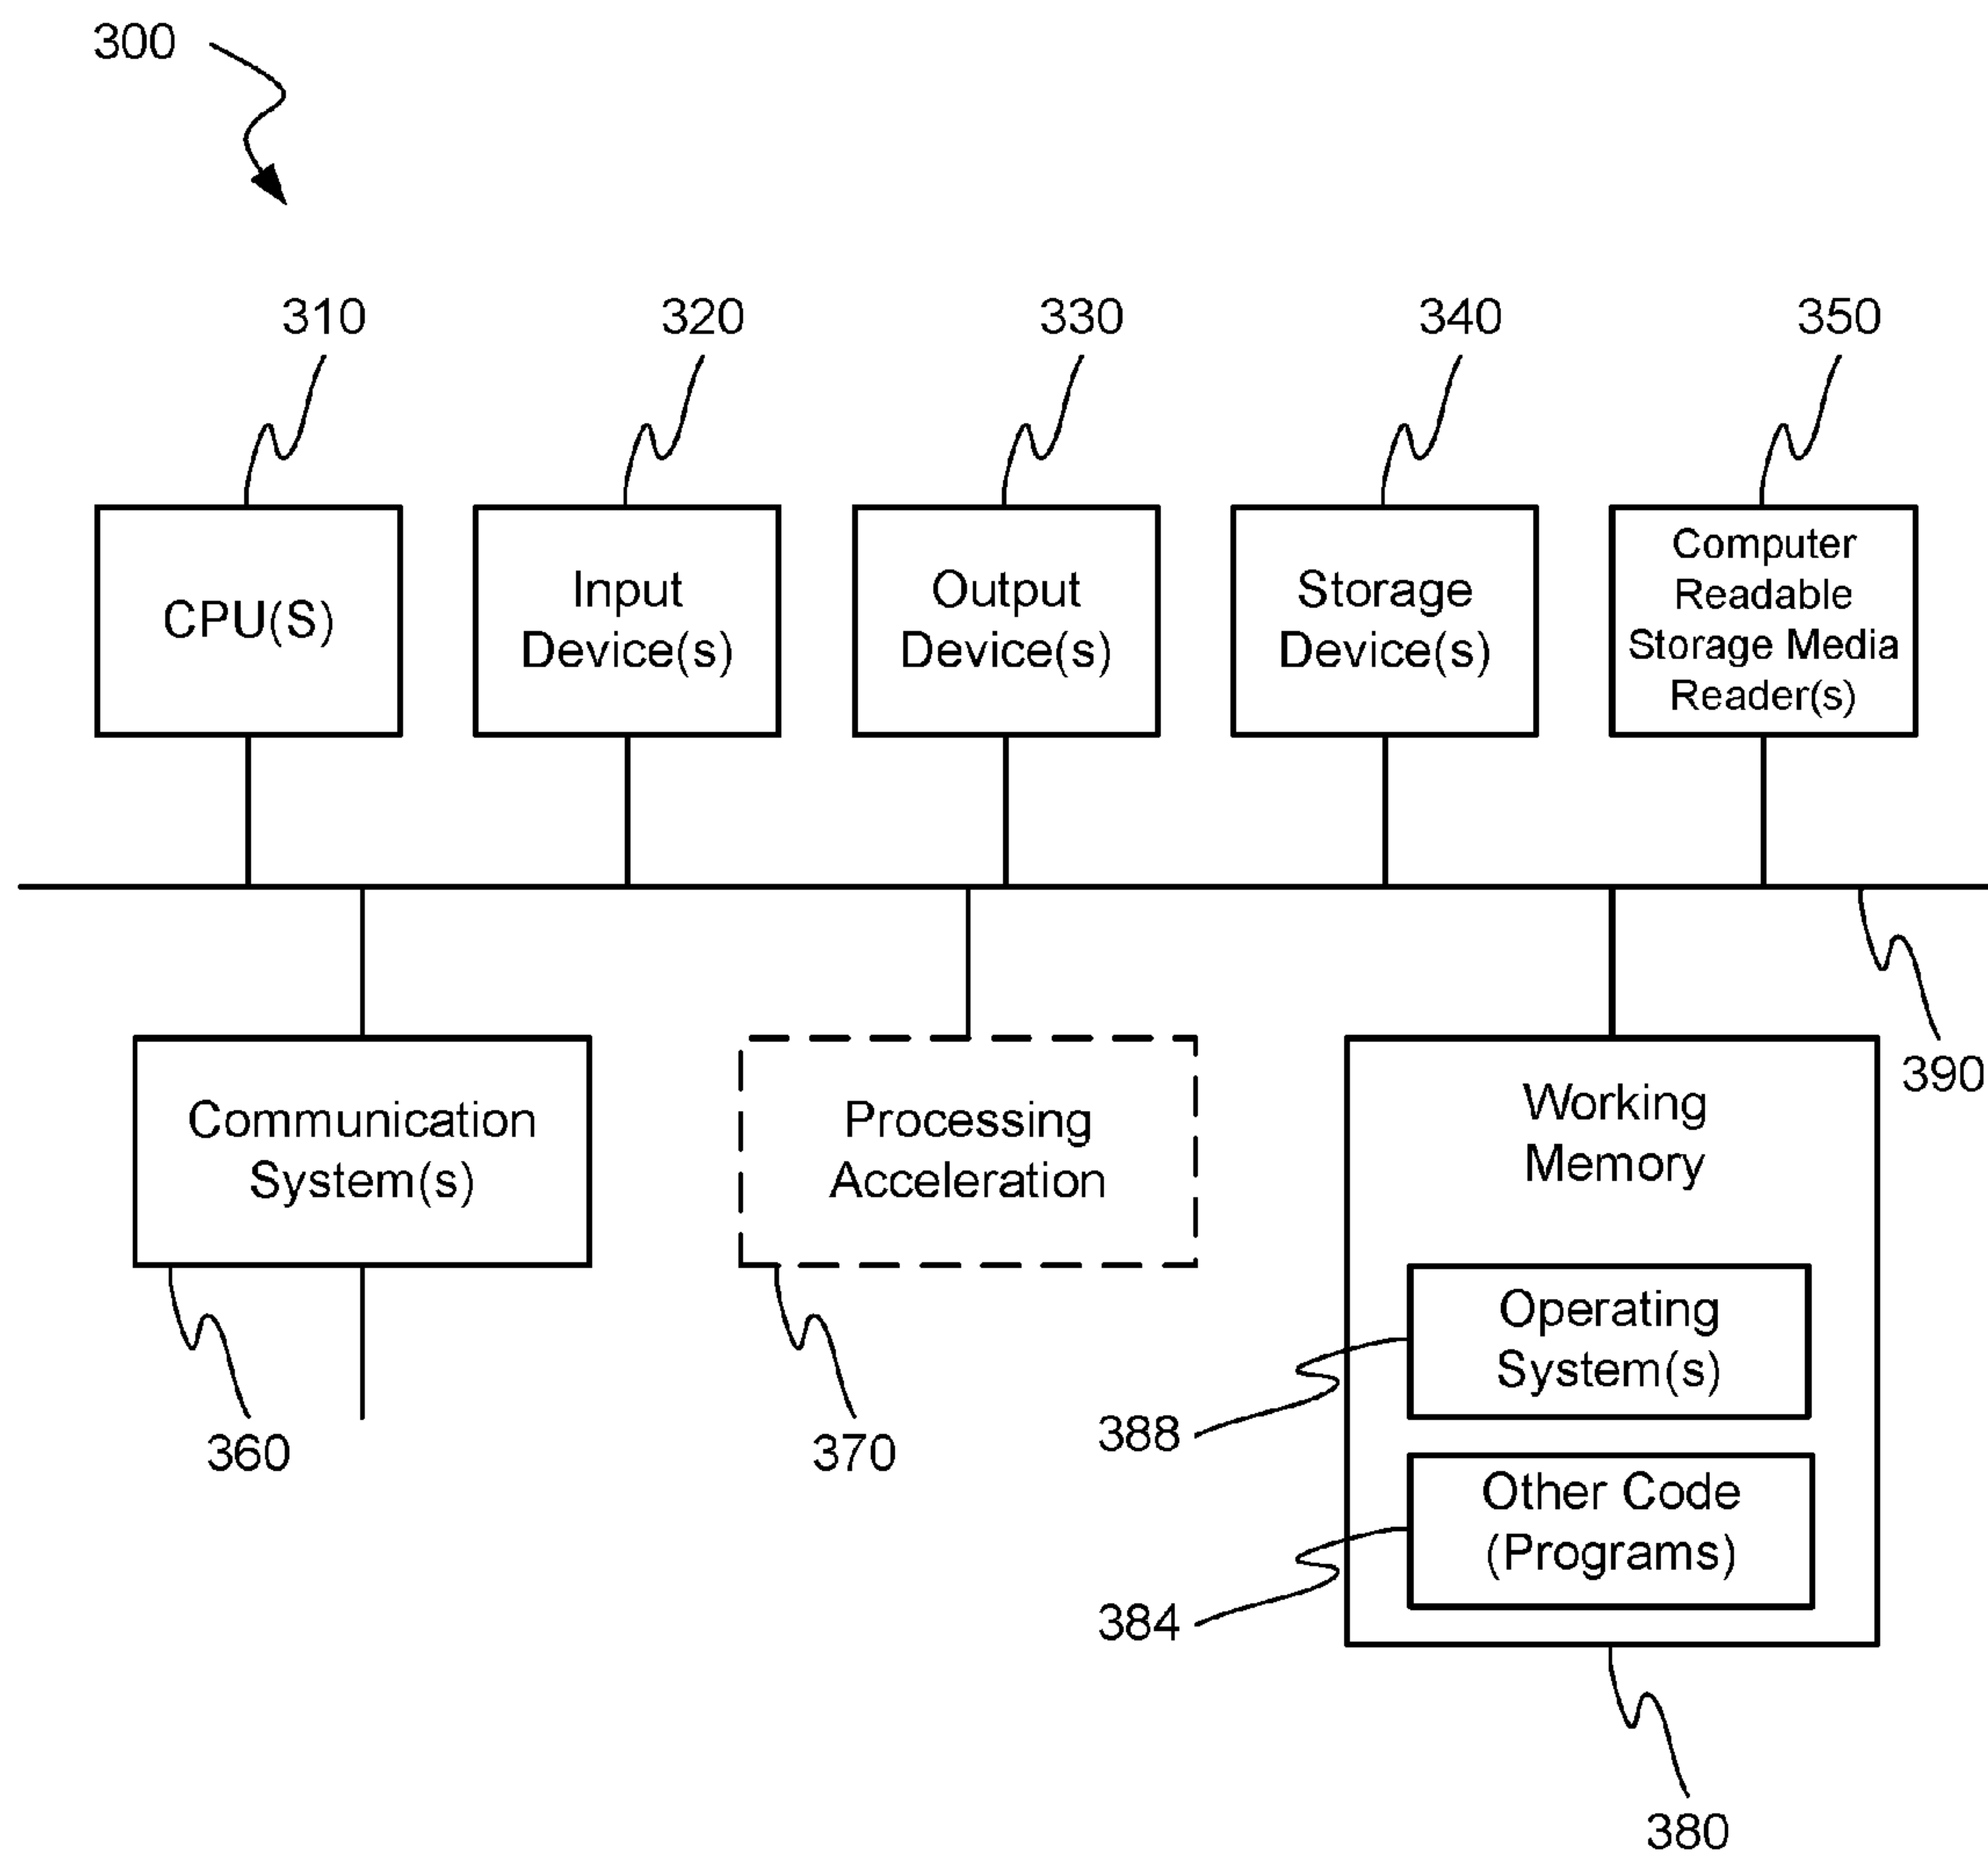 300
310
320
330
340
350
CPU(S)
Input
Device(s)
Output
Device(s)
Storage
Device(s)
Computer
Readable
Storage Media
Reader(s)
390
Communication
System(s)
Processing
Acceleration
Working
Memory
Operating
System(s)
Other Code
(Programs)
360
370
388
384
380